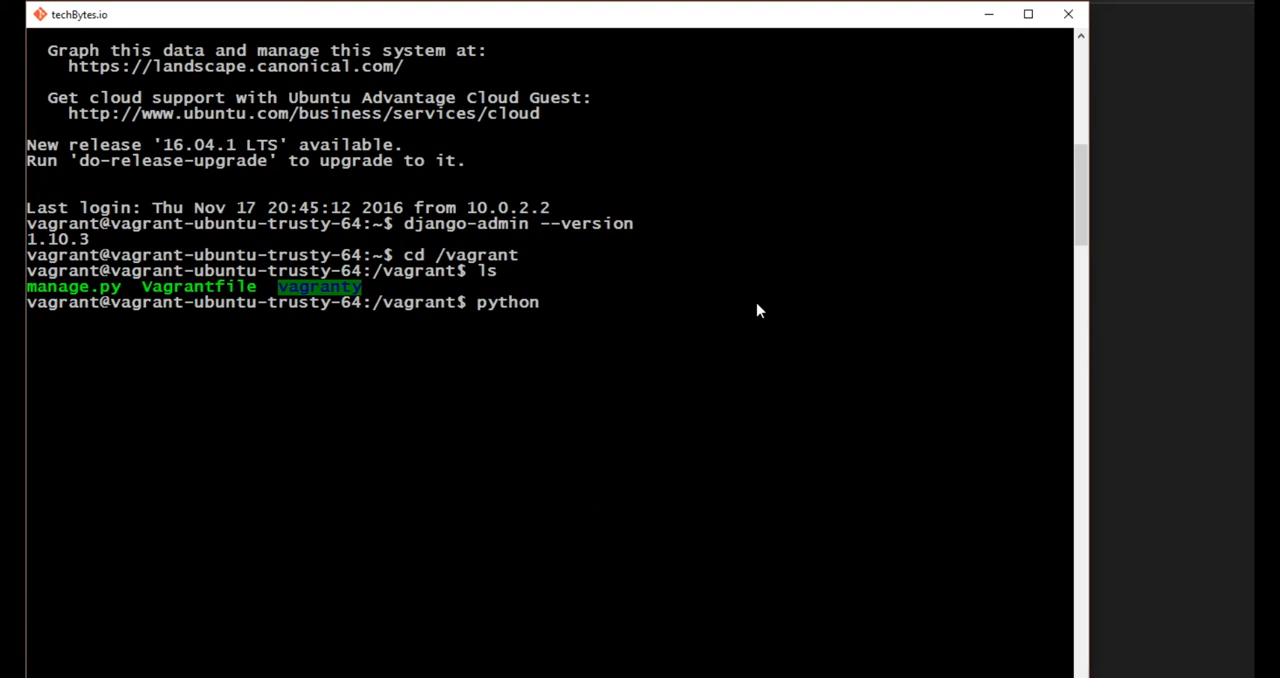 techBytes.io
Graph this data and manage this system at:
https://landscape.canonical.com/
Get cloud support with Ubuntu Advantage Cloud Guest:
http://www.ubuntu.com/business/services/cloud
New release '16.04.1 LTS' available.
Run 'do-release-upgrade' to upgrade to it.
Last login: Thu Nov 17 20:45:12 2016 from 10.0.2.2
vagrant@vagrant-ubuntu-trusty-64:~$ django-admin --version
1.10.3
vagrant@vagrant-ubuntu-trusty-64:~$ cd /vagrant
vagrant@vagrant-ubuntu-trusty-64:/vagrant$ ls
manage.py  Vagrantfile  vagranty
vagrant@vagrant-ubuntu-trusty-64:/vagrant$ python